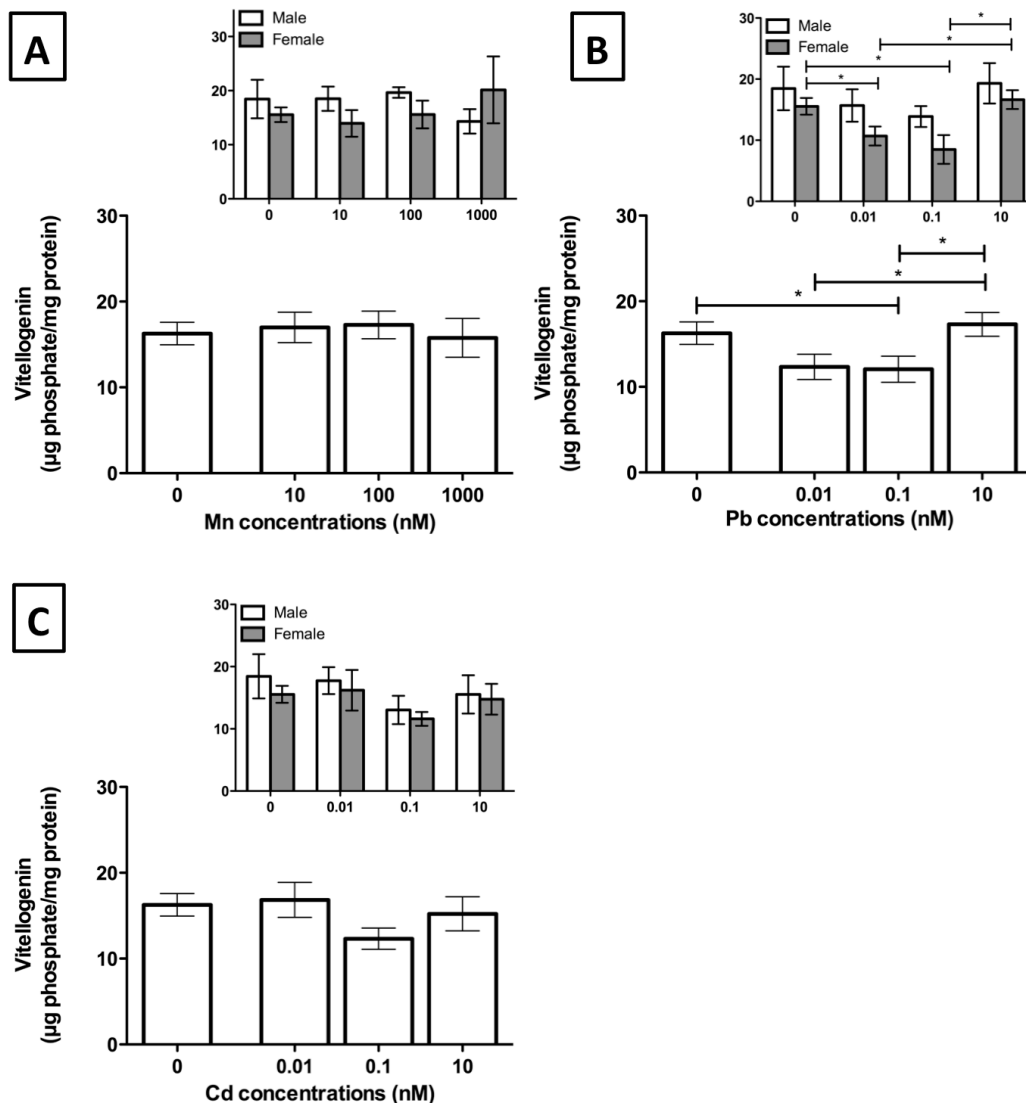 A
Male
Female
30
20
10
0
0 10 100 1000
30
20
10
0
Vitellogenin
(µg phosphate/mg protein)
0 10 100 1000
Mn concentrations (nM)
B
Male
Female
30
20
10
0
*
*
*
*
0 0.01 0.1 10
30
20
10
0
*
*
*
Vitellogenin
(µg phosphate/mg protein)
0 0.01 0.1 10
Pb concentrations (nM)
C
Male
Female
30
20
10
0
0 0.01 0.1 10
30
20
10
0
Vitellogenin
(µg phosphate/mg protein)
0 0.01 0.1 10
Cd concentrations (nM)